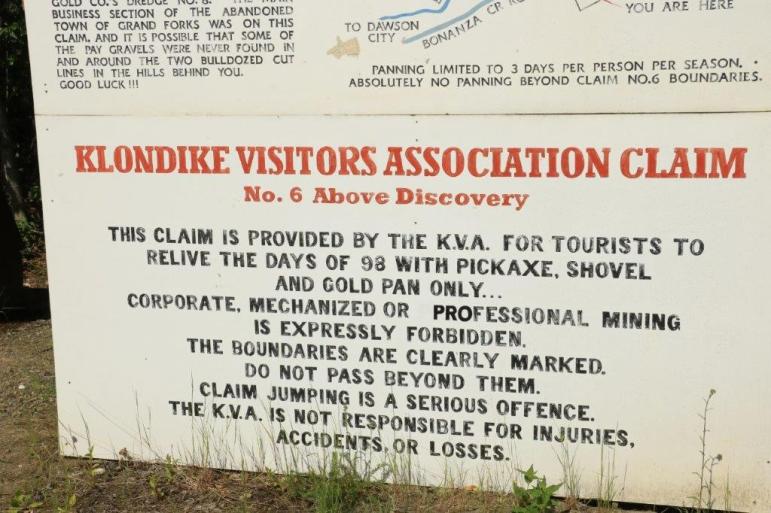 GOLD CO.'S DREDGE NO. 8. THE MAIN
BUSINESS SECTION OF THE ABANDONED
TOWN OF GRAND FORKS WAS ON THIS
CLAIM. AND IT IS POSSIBLE THAT SOME OF
THE PAY GRAVELS WERE NEVER FOUND IN
AND AROUND THE TWO BULLDOZED CUT
LINES IN THE HILLS BEHIND YOU.
GOOD LUCK!!!
TO DAWSON
CITY
BONANZA CR
YOU ARE HERE
PANNING LIMITED TO 3 DAYS PER PERSON PER SEASON.
ABSOLUTELY NO PANNING BEYOND CLAIM NO.6 BOUNDARIES.
KLONDIKE VISITORS ASSOCIATION CLAIM
No. 6 Above Discovery
THIS CLAIM IS PROVIDED BY THE K.V.A. FOR TOURISTS TO
RELIVE THE DAYS OF 98 WITH PICKAXE, SHOVEL
AND GOLD PAN ONLY...
CORPORATE, MECHANIZED OR PROFESSIONAL MINING
IS EXPRESSLY FORBIDDEN.
THE BOUNDARIES ARE CLEARLY MARKED.
DO NOT PASS BEYOND THEM.
CLAIM JUMPING IS A SERIOUS OFFENCE.
THE K.V.A. IS NOT RESPONSIBLE FOR INJURIES,
ACCIDENTS, OR LOSSES.